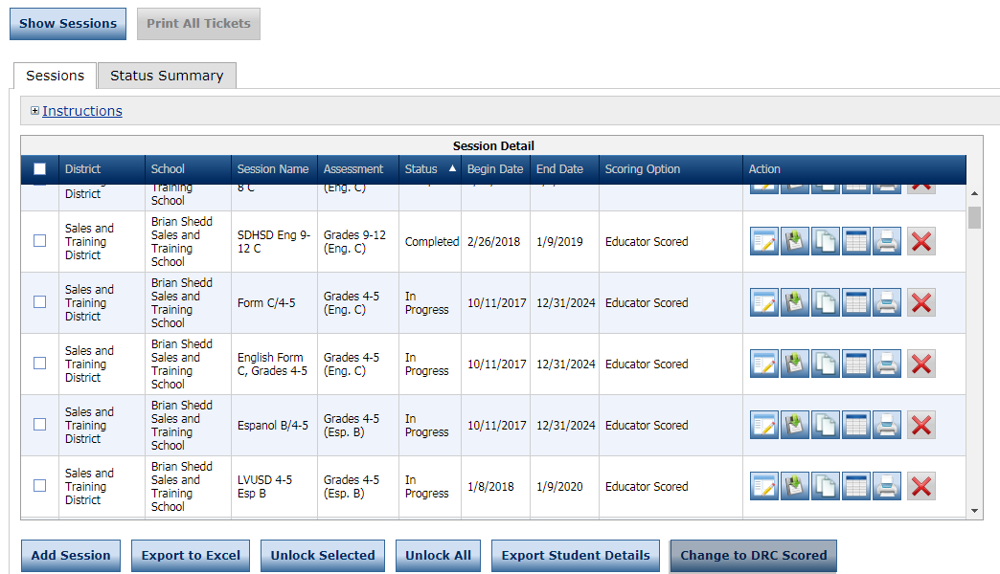 Show Sessions
Print All Tickets
Sessions
Status Summary
Instructions
Session Detail
District School Session Name Assessment Status Begin Date End Date Scoring Option Action
Training
8 C
(Eng. C)
District
School
Sales and
Training
District
Brian Shedd
Sales and
Training
School
SDHSD Eng 9-
12 C
Grades 9-12
(Eng. C)
Completed
2/26/2018
1/9/2019
Educator Scored
Sales and
Training
District
Brian Shedd
Sales and
Training
School
Form C/4-5
Grades 4-5
(Eng. C)
In
Progress
10/11/2017
12/31/2024
Educator Scored
Sales and
Training
District
Brian Shedd
Sales and
Training
School
English Form
C, Grades 4-5
Grades 4-5
(Eng. C)
In
Progress
10/11/2017
12/31/2024
Educator Scored
Sales and
Training
District
Brian Shedd
Sales and
Training
School
Espanol B/4-5
Grades 4-5
(Esp. B)
In
Progress
10/11/2017
12/31/2024
Educator Scored
Sales and
Training
District
Brian Shedd
Sales and
Training
School
LVUSD 4-5
Esp B
Grades 4-5
(Esp. B)
In
Progress
1/8/2018
1/9/2020
Educator Scored
Add Session
Export to Excel
Unlock Selected
Unlock All
Export Student Details
Change to DRC Scored